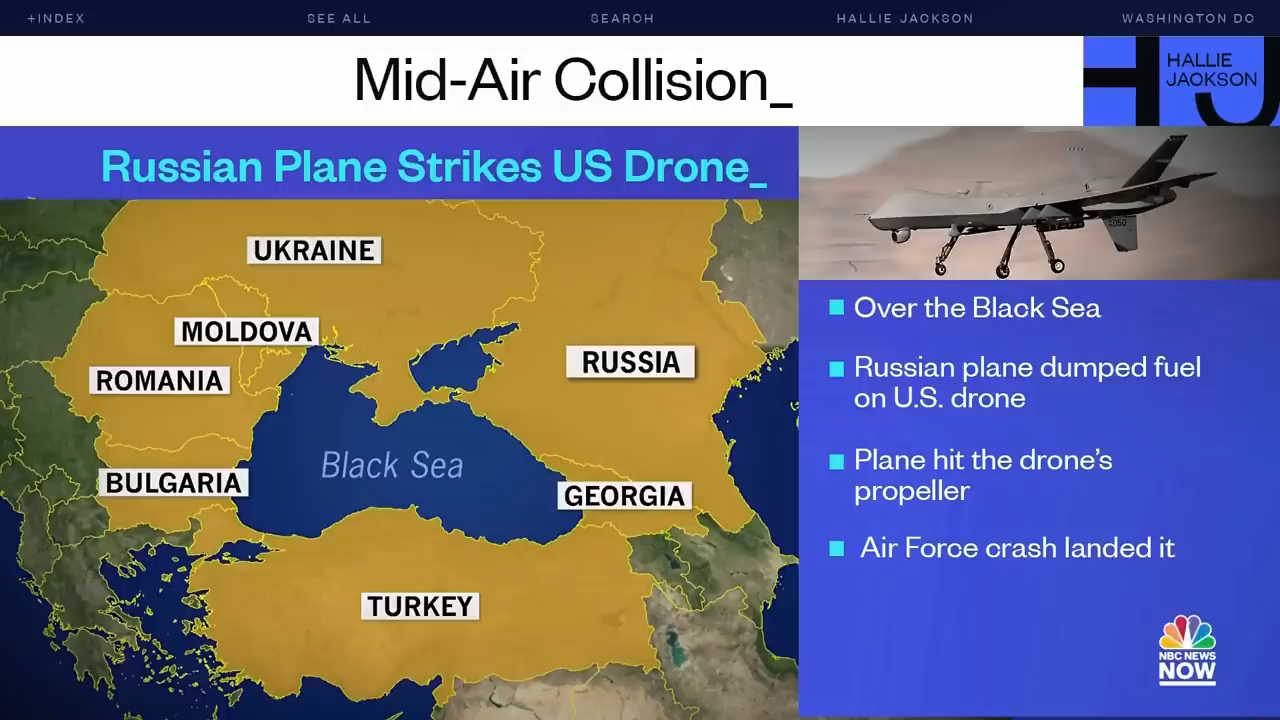 +INDEX
SEE ALL
SEARCH
HALLIE JACKSON
WASHINGTON DC
Mid-Air Collision_
HALLIE
JACKSON
Russian Plane Strikes US Drone_
UKRAINE
MOLDOVA
ROMANIA
RUSSIA
Black Sea
BULGARIA
GEORGIA
TURKEY
Over the Black Sea
Russian plane dumped fuel
on U.S. drone
Plane hit the drone’s
propeller
Air Force crash landed it
NBC NEWS
NOW